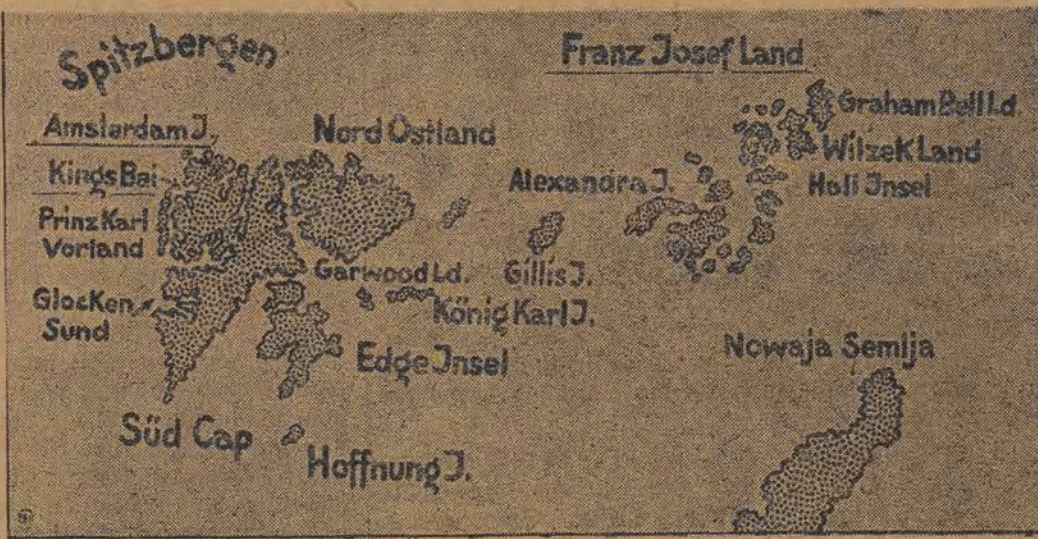 Spitzbergen
Franz Josef Land
Amsterdam J.
Nord Ostland
Graham Bell Ld
Kings Bai
Wilzek Land
Alexandra J.
Holi Jnsel
Prinz Karl
Vorland
Garwood Ld.
Gillis J.
Glocken
Sund
König Karl J.
Edge Jnsel
Nowaja Semlja
Süd Cap
Hoffnung J.